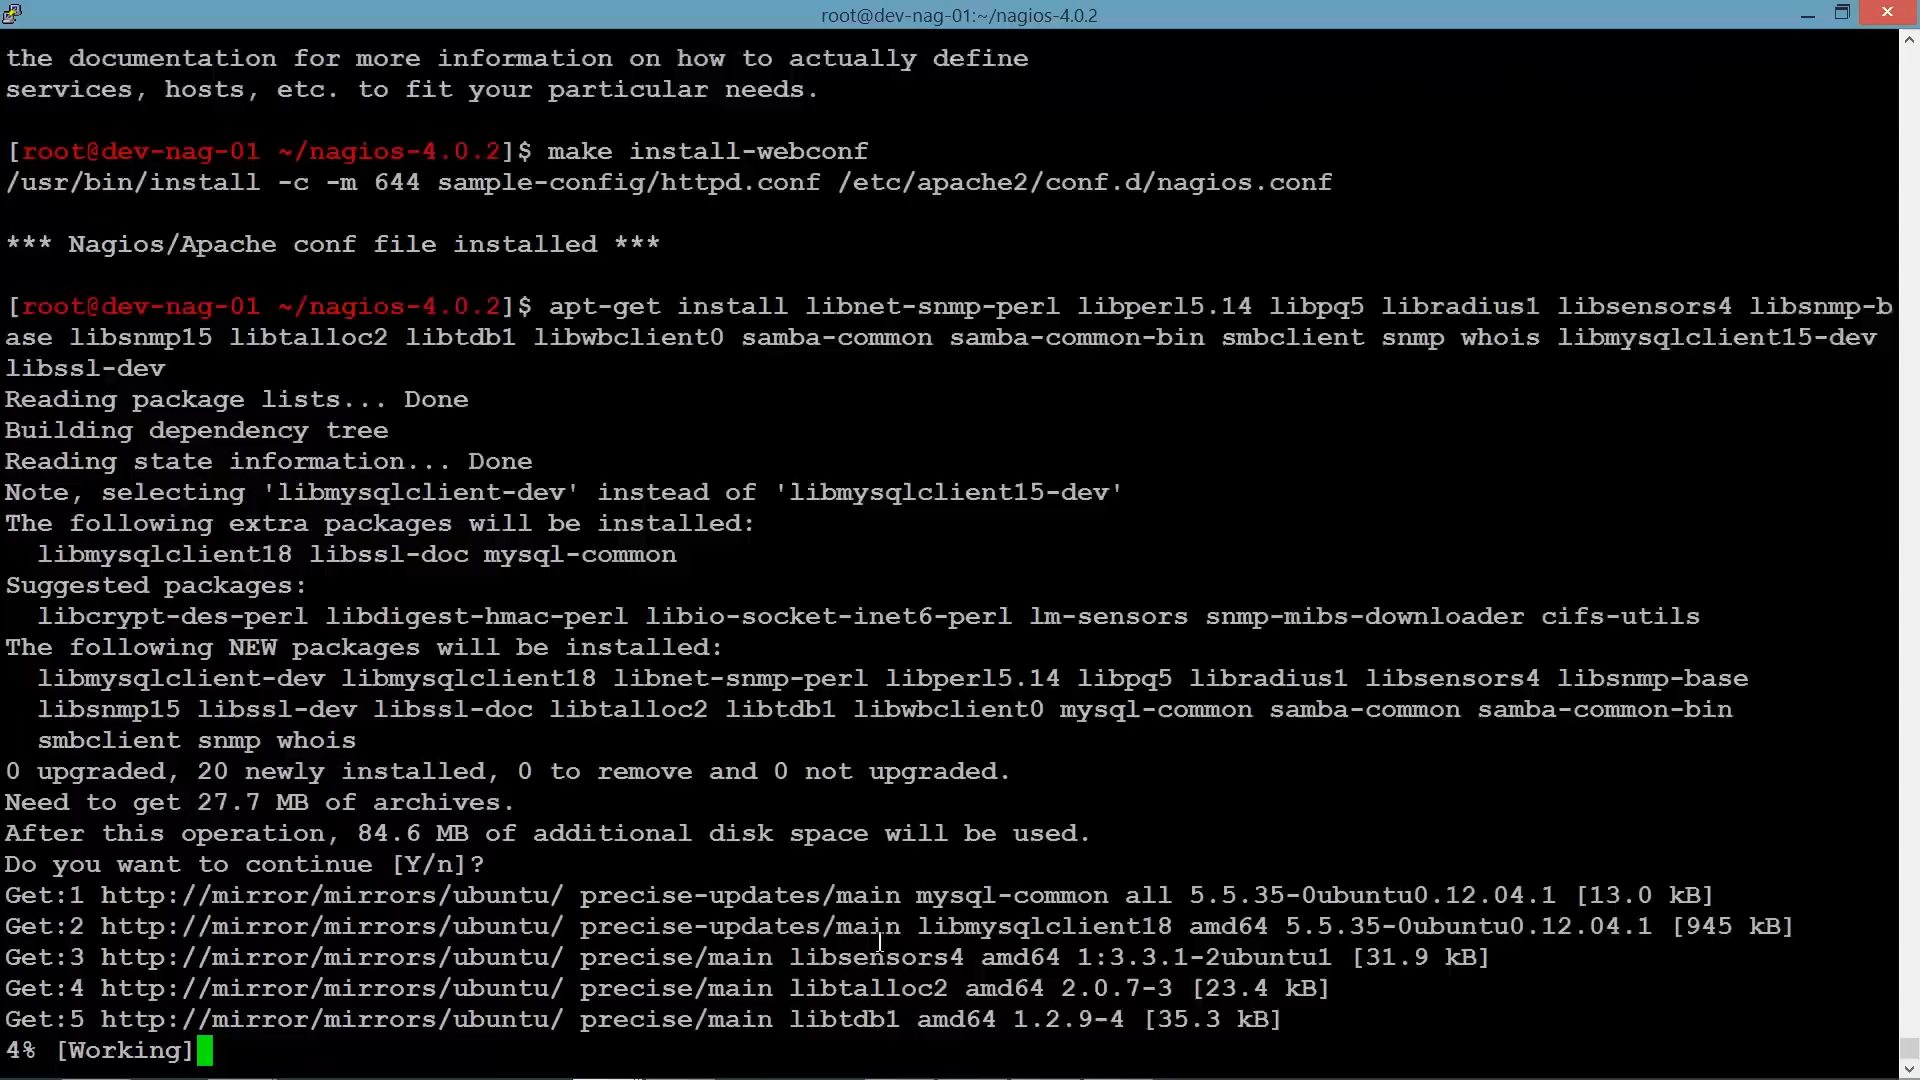 root@dev-nag-01:~/nagios-4.0.2
the documentation for more information on how to actually define
services, hosts, etc. to fit your particular needs.
[root@dev-nag-01 ~/nagios-4.0.2]$ make install-webconf
/usr/bin/install -c -m 644 sample-config/httpd.conf /etc/apache2/conf.d/nagios.conf
*** Nagios/Apache conf file installed ***
[root@dev-nag-01 ~/nagios-4.0.2]$ apt-get install libnet-snmp-perl libperl5.14 libpq5 libradius1 libsensors4 libsnmp-b
ase libsnmp15 libtalloc2 libtdb1 libwbclient0 samba-common samba-common-bin smbclient snmp whois libmysqlclient15-dev
libssl-dev
Reading package lists... Done
Building dependency tree
Reading state information... Done
Note, selecting 'libmysqlclient-dev' instead of 'libmysqlclient15-dev'
The following extra packages will be installed:
  libmysqlclient18 libssl-doc mysql-common
Suggested packages:
  libcrypt-des-perl libdigest-hmac-perl libio-socket-inet6-perl lm-sensors snmp-mibs-downloader cifs-utils
The following NEW packages will be installed:
  libmysqlclient-dev libmysqlclient18 libnet-snmp-perl libperl5.14 libpq5 libradius1 libsensors4 libsnmp-base
  libsnmp15 libssl-dev libssl-doc libtalloc2 libtdb1 libwbclient0 mysql-common samba-common samba-common-bin
  smbclient snmp whois
0 upgraded, 20 newly installed, 0 to remove and 0 not upgraded.
Need to get 27.7 MB of archives.
After this operation, 84.6 MB of additional disk space will be used.
Do you want to continue [Y/n]?
Get:1 http://mirror/mirrors/ubuntu/ precise-updates/main mysql-common all 5.5.35-0ubuntu0.12.04.1 [13.0 kB]
Get:2 http://mirror/mirrors/ubuntu/ precise-updates/main libmysqlclient18 amd64 5.5.35-0ubuntu0.12.04.1 [945 kB]
Get:3 http://mirror/mirrors/ubuntu/ precise/main libsensors4 amd64 1:3.3.1-2ubuntu1 [31.9 kB]
Get:4 http://mirror/mirrors/ubuntu/ precise/main libtalloc2 amd64 2.0.7-3 [23.4 kB]
Get:5 http://mirror/mirrors/ubuntu/ precise/main libtdb1 amd64 1.2.9-4 [35.3 kB]
4% [Working]